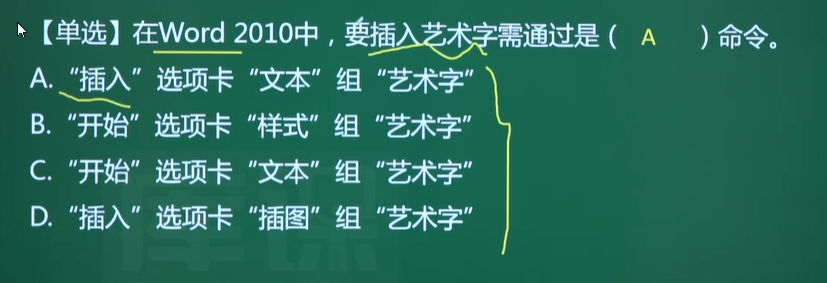 【单选】在Word 2010中，要插入艺术字需通过是（ A ）命令。
A. “插入”选项卡“文本”组“艺术字”
B. “开始”选项卡“样式”组“艺术字”
C. “开始”选项卡“文本”组“艺术字”
D. “插入”选项卡“插图”组“艺术字”